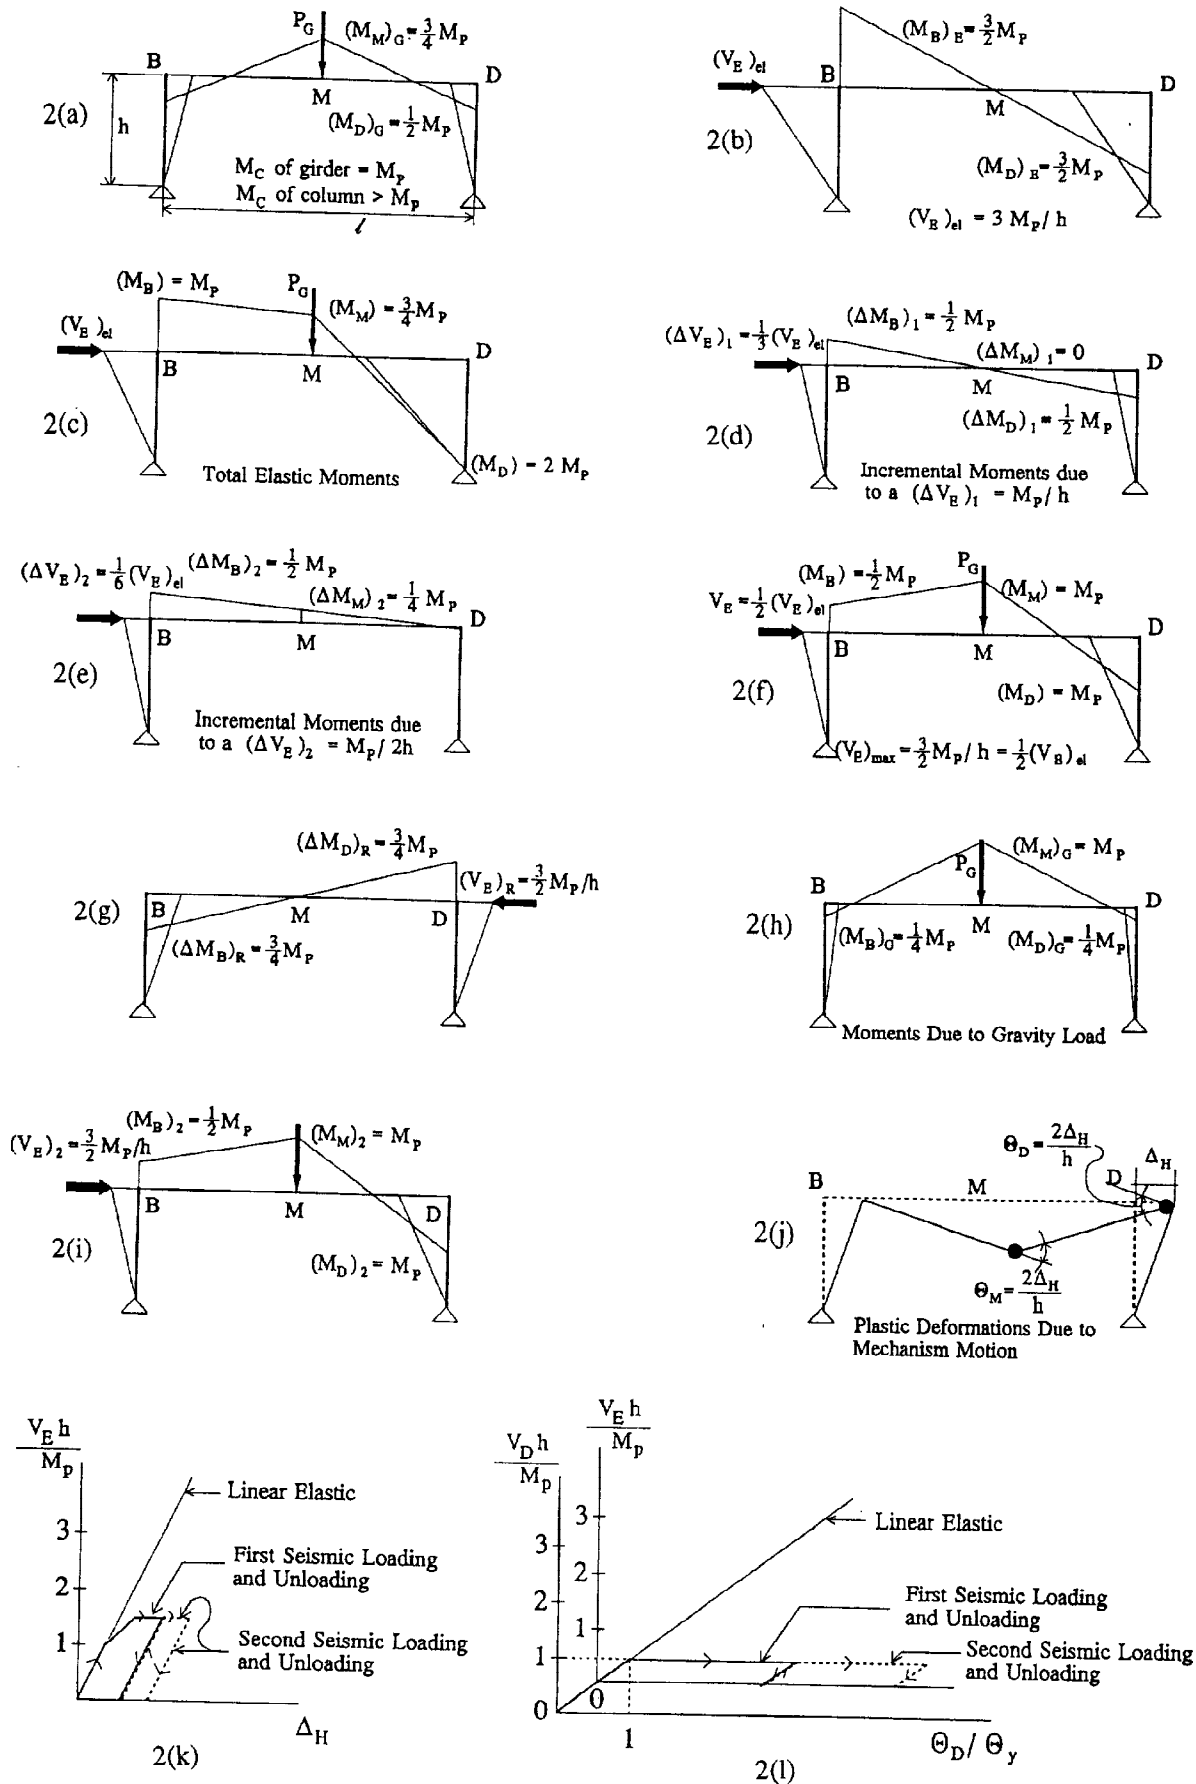 P_G
(M_M)_G = 3/4 M_P
B
D
M
2(a)
h
(M_D)_G = 1/2 M_P
M_C of girder = M_P
M_C of column > M_P
l
(M_B)_E = 3/2 M_P
(V_E)_el
B
D
M
2(b)
(M_D)_E = 3/2 M_P
(V_E)_el = 3 M_P / h
(M_B) = M_P
P_G
(M_M) = 3/4 M_P
(V_E)_el
D
B
M
2(c)
(M_D) = 2 M_P
Total Elastic Moments
(ΔM_B)_1 = 1/2 M_P
(ΔV_E)_1 = 1/3 (V_E)_el
(ΔM_M)_1 = 0
D
B
M
2(d)
(ΔM_D)_1 = 1/2 M_P
Incremental Moments due
to a (ΔV_E)_1 = M_P / h
(ΔV_E)_2 = 1/6 (V_E)_el
(ΔM_B)_2 = 1/2 M_P
(ΔM_M)_2 = 1/4 M_P
D
B
M
2(e)
Incremental Moments due
to a (ΔV_E)_2 = M_P / 2h
P_G
(M_B) = 1/2 M_P
(M_M) = M_P
V_E = 1/2 (V_E)_el
D
B
M
2(f)
(M_D) = M_P
(V_E)_max = 3/2 M_P / h = 1/2 (V_E)_el
(ΔM_D)_R = 3/4 M_P
(V_E)_R = 3/2 M_P/h
2(g)
B
M
D
(ΔM_B)_R = 3/4 M_P
(M_M)_G = M_P
P_G
B
D
M
2(h)
(M_B)_G = 1/4 M_P
(M_D)_G = 1/4 M_P
Moments Due to Gravity Load
(M_B)_2 = 1/2 M_P
(V_E)_2 = 3/2 M_P/h
(M_M)_2 = M_P
B
M
D
2(i)
(M_D)_2 = M_P
Θ_D = 2Δ_H/h
Δ_H
B
M
D
2(j)
Θ_M = 2Δ_H/h
Plastic Deformations Due to
Mechanism Motion
V_E h / M_p
Linear Elastic
3
First Seismic Loading
and Unloading
2
1
Second Seismic Loading
and Unloading
Δ_H
2(k)
V_E h / M_p
V_D h / M_p
3
Linear Elastic
2
First Seismic Loading
and Unloading
1
1
Second Seismic Loading
and Unloading
0
0
1
Θ_D / Θ_y
2(l)